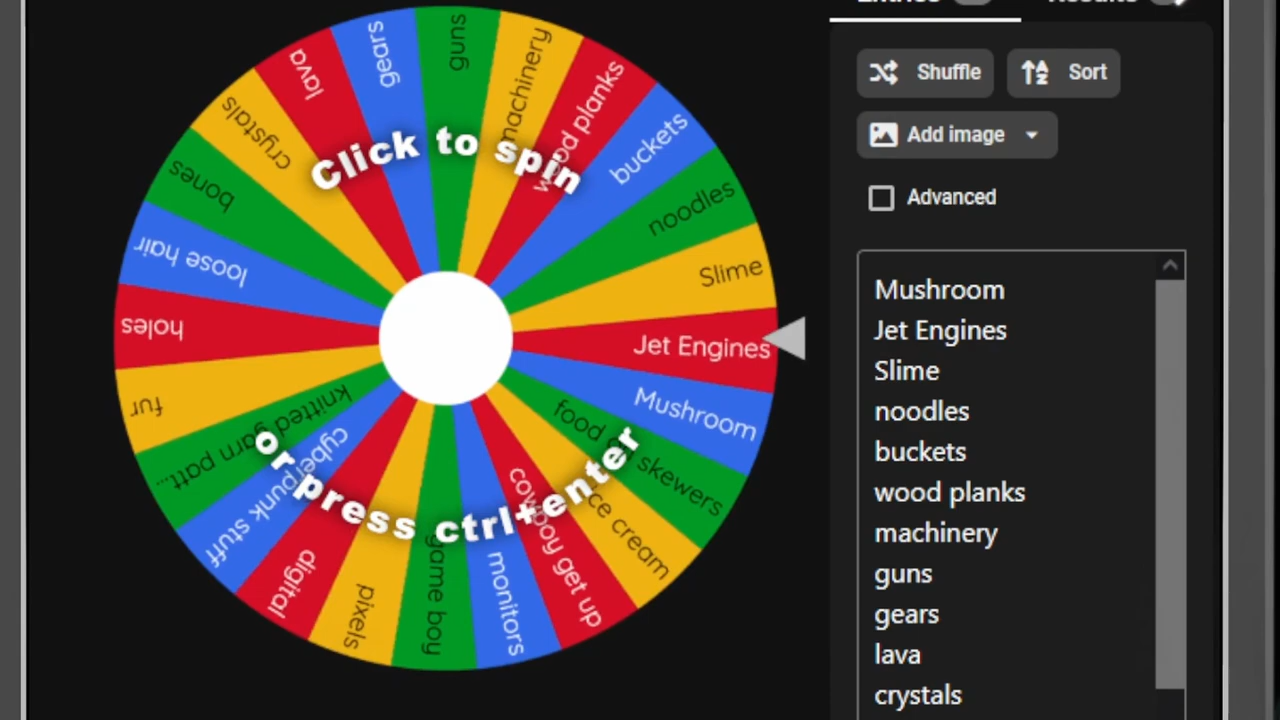 Shuffle
Sort
Add image
Advanced
Mushroom
Jet Engines
Slime
noodles
buckets
wood planks
machinery
guns
gears
lava
crystals
Click to spin
or press ctrl+enter
guns
machinery
wood planks
buckets
noodles
Slime
Jet Engines
Mushroom
food skewers
ice cream
cowboy get up
monitors
game boy
pixels
digital
cyberpunk stuff
knitted yarn patt...
fur
holes
loose hair
bones
crystals
lava
gears